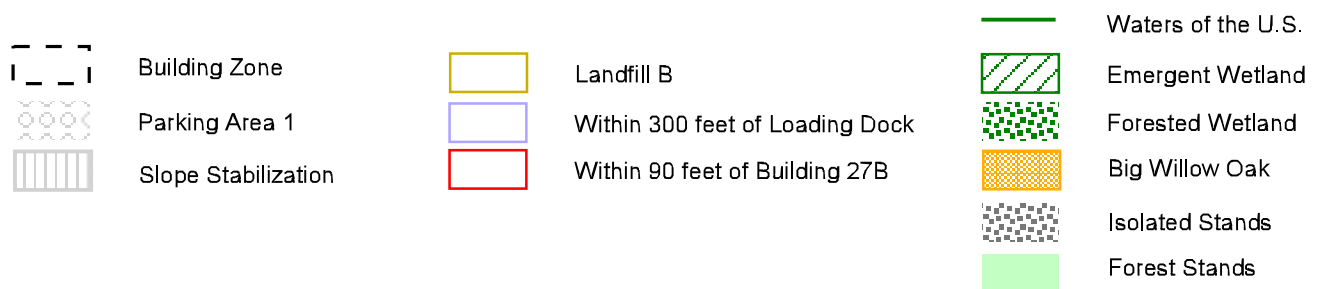 Building Zone
Parking Area 1
Slope Stabilization
Landfill B
Within 300 feet of Loading Dock
Within 90 feet of Building 27B
Waters of the U.S.
Emergent Wetland
Forested Wetland
Big Willow Oak
Isolated Stands
Forest Stands